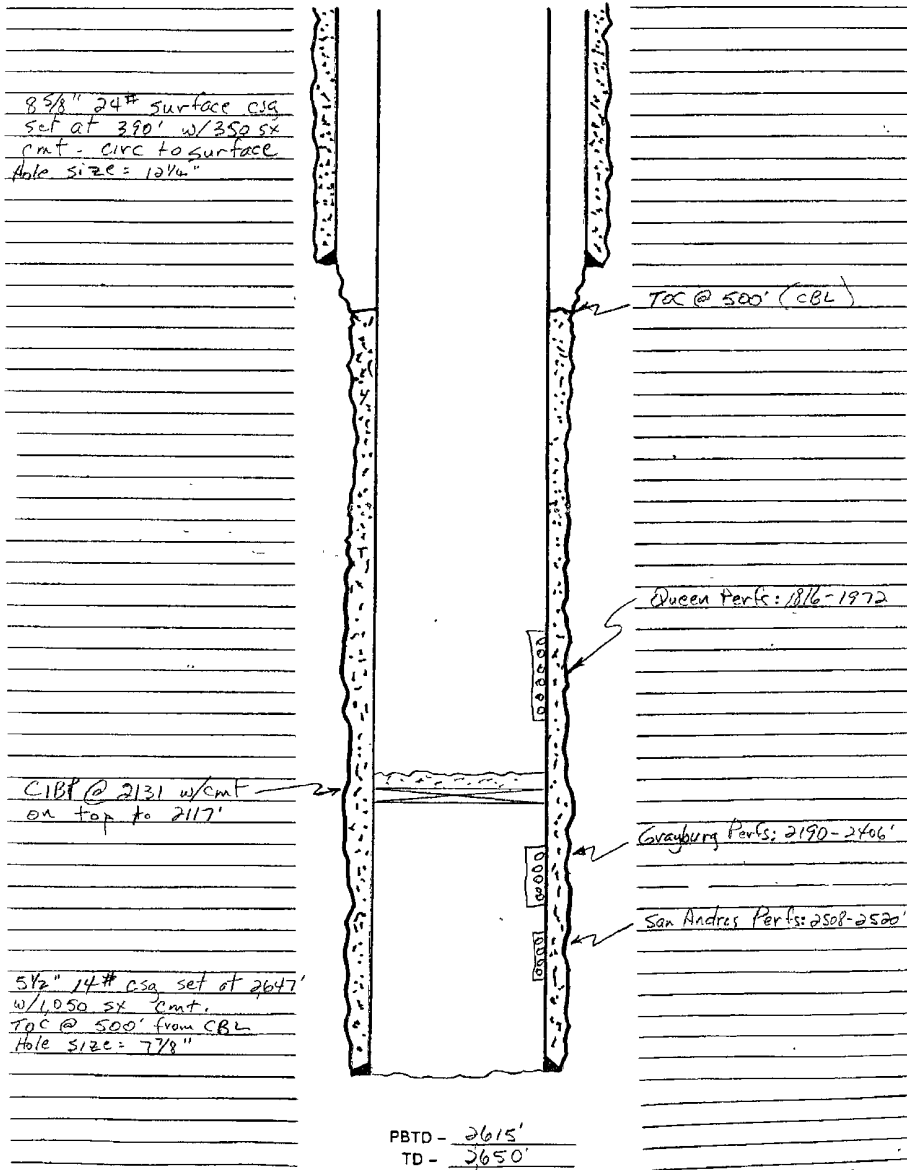 8 5/8" 24# surface csg
set at 390' w/350 sx
cmt - circ to surface
Hole size = 12 1/4"
TOC @ 500' (CBL)
Queen Perfs: 1816-1972
CIBP @ 2131 w/cmt
on top to 2117'
Grayburg Perfs: 2190-2406'
San Andres Perfs: 2508-2520'
5 1/2" 14# csg set at 2647'
w/1,050 sx cmt.
TOC @ 500' from CBL
Hole size = 7 7/8"
PBTD - 2615'
TD - 2650'